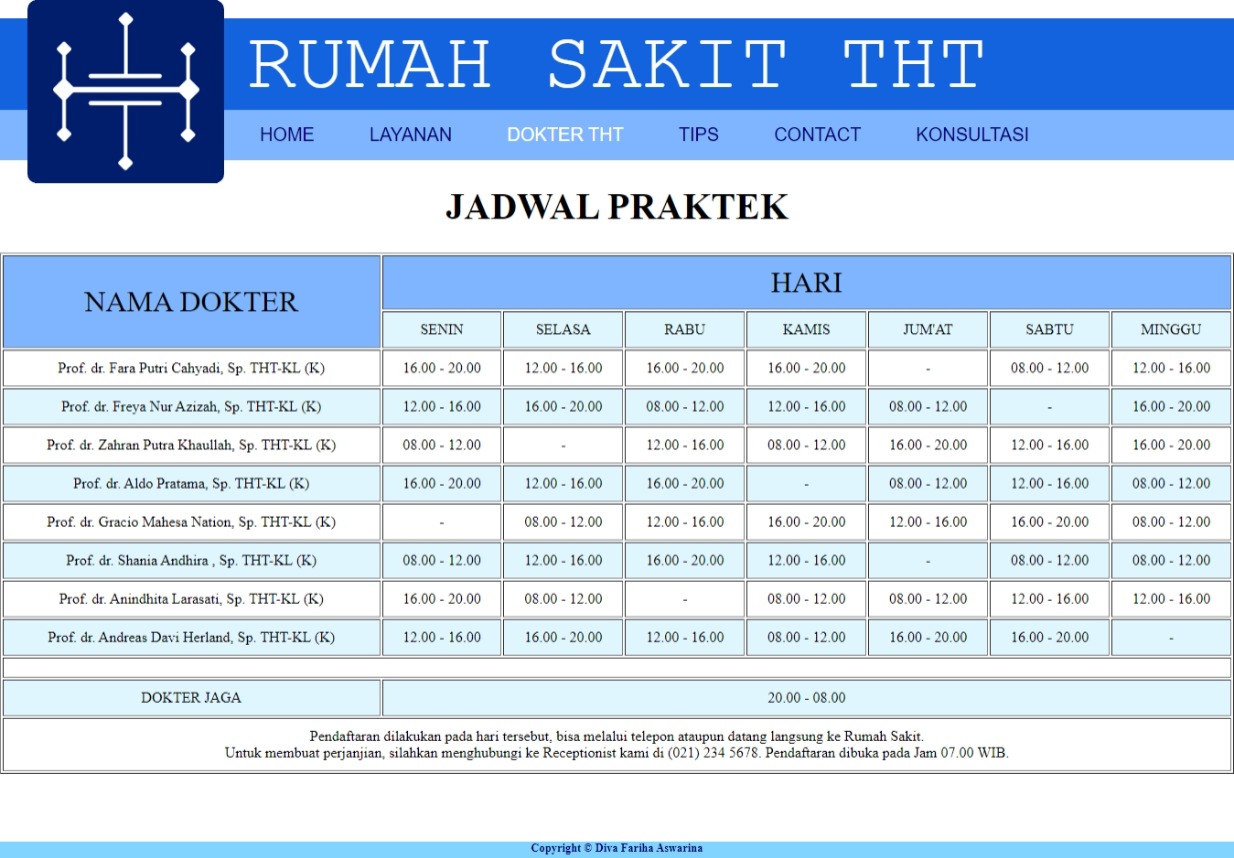 RUMAH SAKIT THT
HOME LAYANAN DOKTER THT TIPS CONTACT KONSULTASI
JADWAL PRAKTEK
NAMA DOKTER HARI
SENIN SELASA RABU KAMIS JUM'AT SABTU MINGGU
Prof. dr. Fara Putri Cahyadi, Sp. THT-KL (K) 16.00 - 20.00 12.00 - 16.00 16.00 - 20.00 16.00 - 20.00 - 08.00 - 12.00 12.00 - 16.00
Prof. dr. Freya Nur Azizah, Sp. THT-KL (K) 12.00 - 16.00 16.00 - 20.00 08.00 - 12.00 12.00 - 16.00 08.00 - 12.00 - 16.00 - 20.00
Prof. dr. Zahran Putra Khaullah, Sp. THT-KL (K) 08.00 - 12.00 - 12.00 - 16.00 08.00 - 12.00 16.00 - 20.00 12.00 - 16.00 16.00 - 20.00
Prof. dr. Aldo Pratama, Sp. THT-KL (K) 16.00 - 20.00 12.00 - 16.00 16.00 - 20.00 - 08.00 - 12.00 12.00 - 16.00 08.00 - 12.00
Prof. dr. Gracio Mahesa Nation, Sp. THT-KL (K) - 08.00 - 12.00 12.00 - 16.00 16.00 - 20.00 12.00 - 16.00 16.00 - 20.00 08.00 - 12.00
Prof. dr. Shania Andhira , Sp. THT-KL (K) 08.00 - 12.00 12.00 - 16.00 16.00 - 20.00 12.00 - 16.00 - 08.00 - 12.00 08.00 - 12.00
Prof. dr. Anindhita Larasati, Sp. THT-KL (K) 16.00 - 20.00 08.00 - 12.00 - 08.00 - 12.00 08.00 - 12.00 12.00 - 16.00 12.00 - 16.00
Prof. dr. Andreas Davi Herland, Sp. THT-KL (K) 12.00 - 16.00 16.00 - 20.00 12.00 - 16.00 08.00 - 12.00 16.00 - 20.00 16.00 - 20.00 -
DOKTER JAGA 20.00 - 08.00
Pendaftaran dilakukan pada hari tersebut, bisa melalui telepon ataupun datang langsung ke Rumah Sakit.
Untuk membuat perjanjian, silahkan menghubungi ke Receptionist kami di (021) 234 5678. Pendaftaran dibuka pada Jam 07.00 WIB.
Copyright © Diva Fariha Aswarina